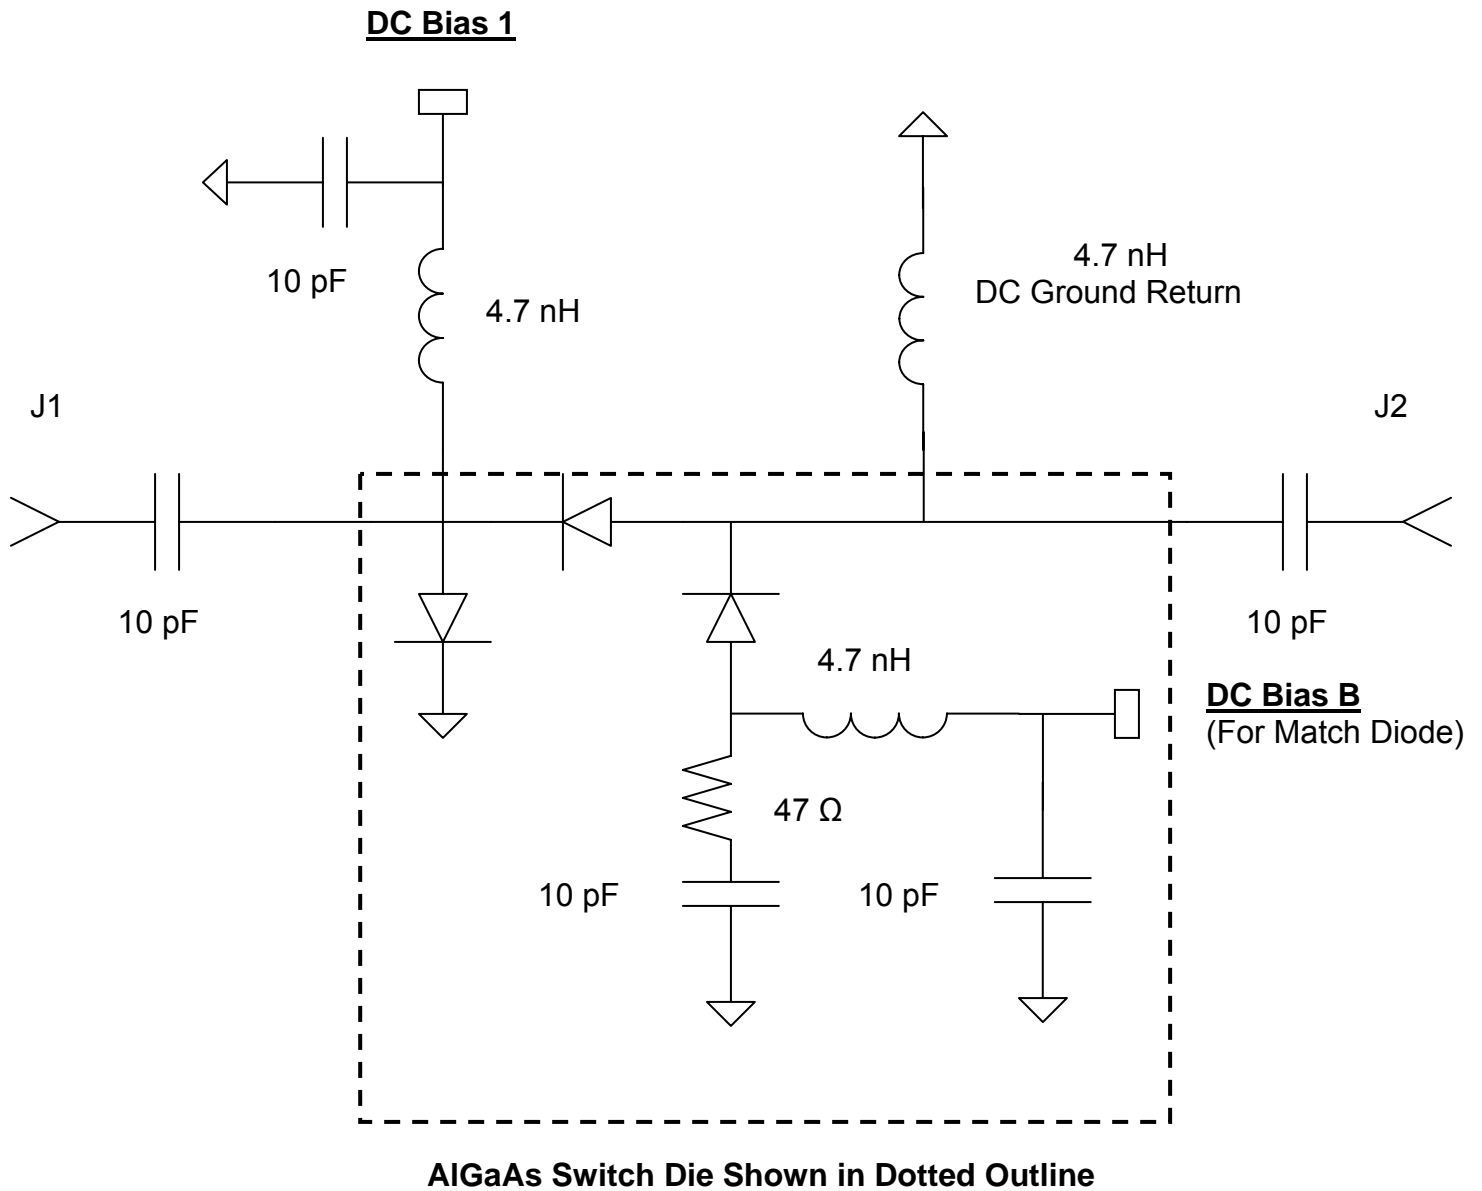 DC Bias 1
10 pF
4.7 nH
4.7 nH
DC Ground Return
J1
J2
10 pF
10 pF
4.7 nH
DC Bias B
(For Match Diode)
47 Ω
10 pF
10 pF
AlGaAs Switch Die Shown in Dotted Outline